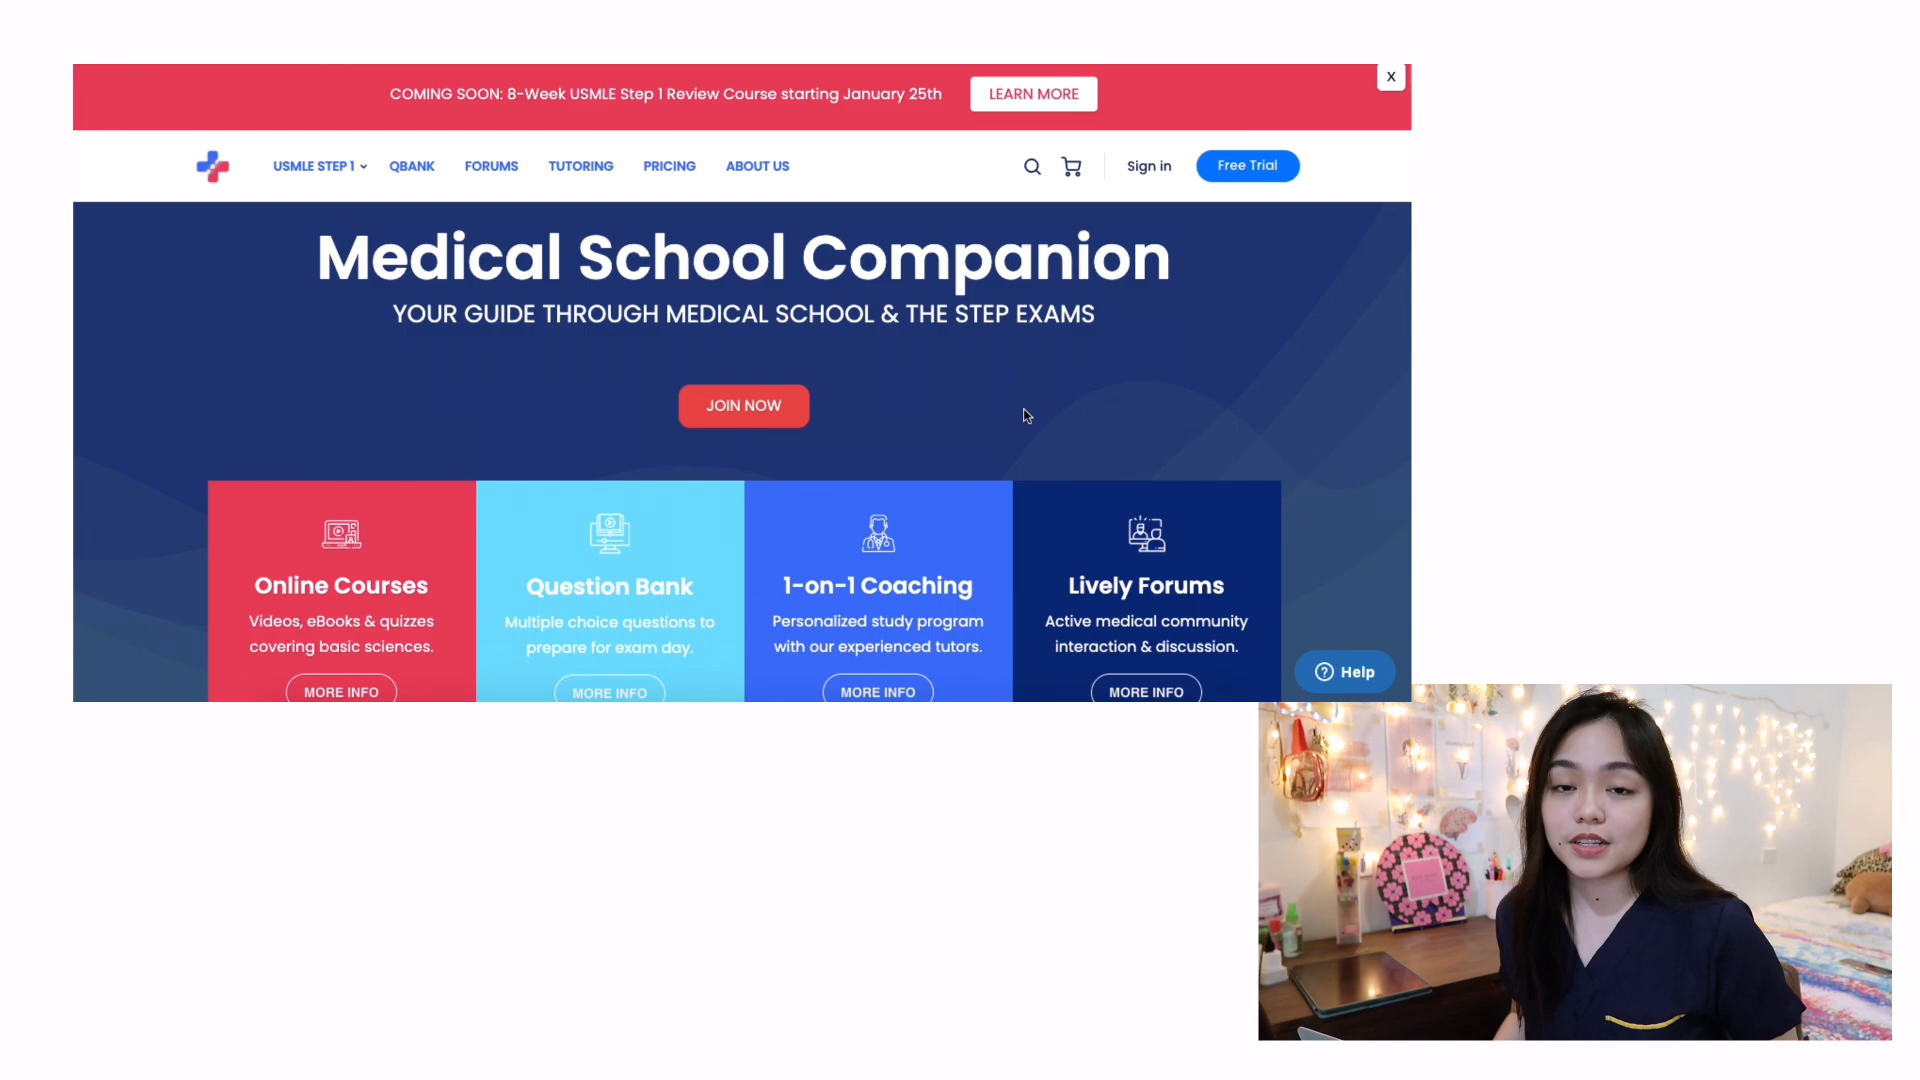 COMING SOON: 8-Week USMLE Step 1 Review Course starting January 25th
LEARN MORE
X
USMLE STEP 1
QBANK
FORUMS
TUTORING
PRICING
ABOUT US
Sign in
Free Trial
Medical School Companion
YOUR GUIDE THROUGH MEDICAL SCHOOL & THE STEP EXAMS
JOIN NOW
Online Courses
Videos, eBooks & quizzes
covering basic sciences.
MORE INFO
Question Bank
Multiple choice questions to
prepare for exam day.
MORE INFO
1-on-1 Coaching
Personalized study program
with our experienced tutors.
MORE INFO
Lively Forums
Active medical community
interaction & discussion.
MORE INFO
Help